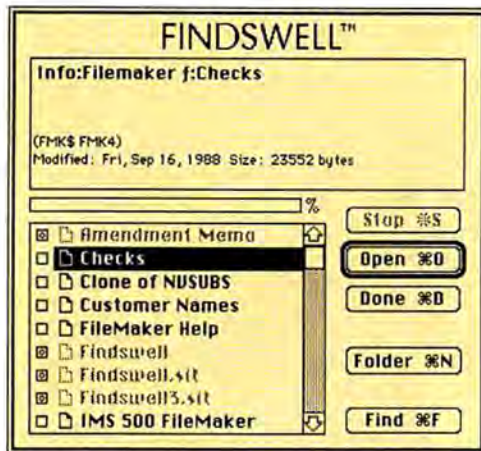 FINDSWELL™
Info:Filemaker ƒ:Checks
(FMK$ FMK4)
Modified: Fri, Sep 16, 1988 Size: 23552 bytes
%
Amendment Memo
Checks
Clone of NUSUBS
Customer Names
FileMaker Help
Findswell
Findswell.sit
Findswell3.sit
IMS 500 FileMaker
Stop ⌘S
Open ⌘O
Done ⌘D
Folder ⌘N
Find ⌘F